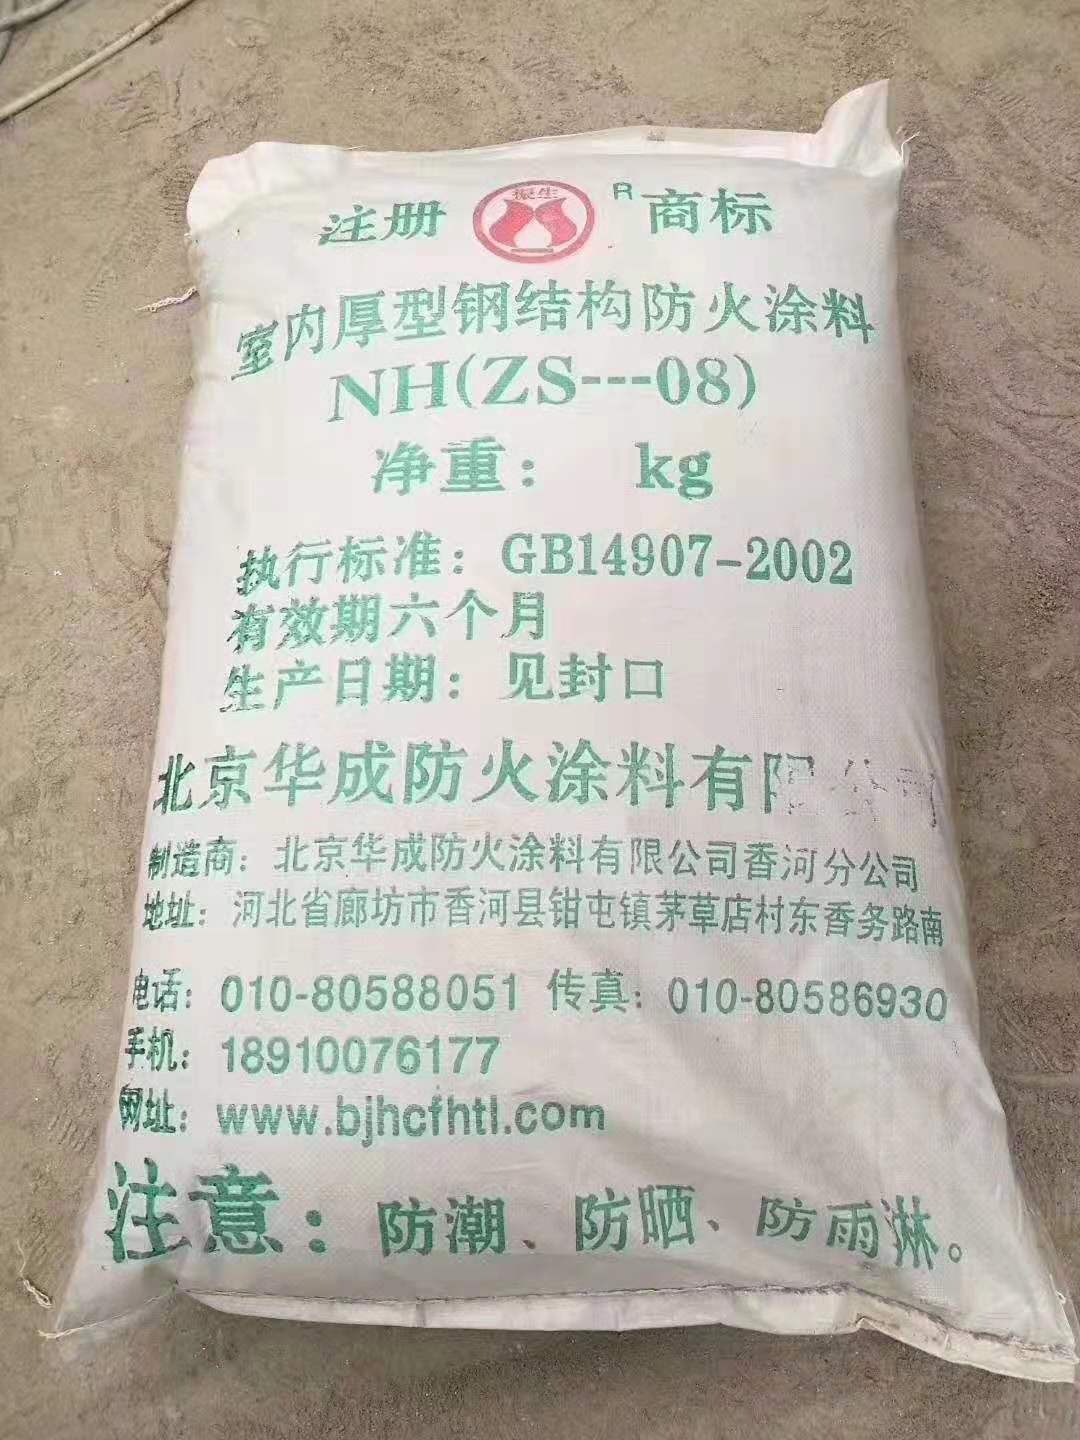 注册 振生 R 商标
室内厚型钢结构防火涂料
NH(ZS---08)
净重： kg
执行标准：GB14907-2002
有效期六个月
生产日期：见封口
北京华成防火涂料有限公司
制造商：北京华成防火涂料有限公司香河分公司
地址：河北省廊坊市香河县钳屯镇茅草店村东香务路南
电话：010-80588051 传真：010-80586930
手机：18910076177
网址：www.bjhcfhtl.com
注意：防潮、防晒、防雨淋。